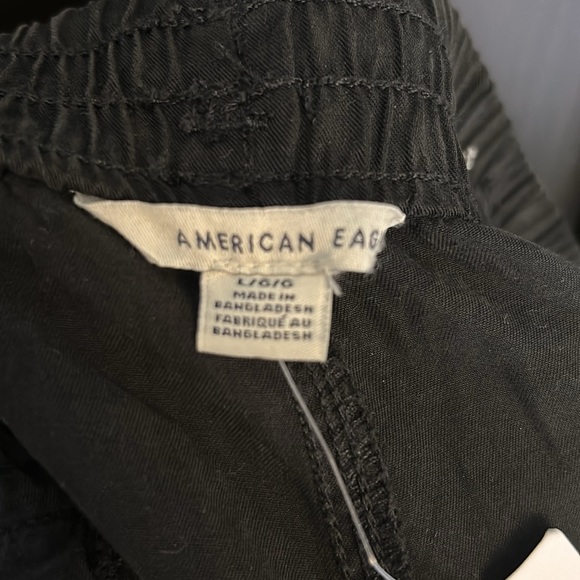 AMERICAN EAG
L/G/G
MADE IN
BANGLADESH
FABRIQUÉ AU
BANGLADESH